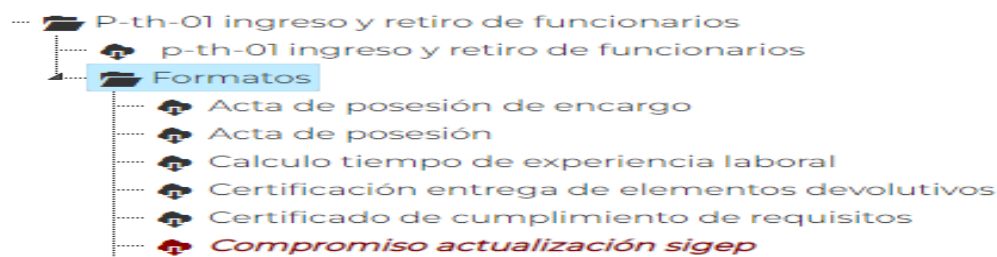 P-th-01 ingreso y retiro de funcionarios
p-th-01 ingreso y retiro de funcionarios
Formatos
Acta de posesión de encargo
Acta de posesión
Calculo tiempo de experiencia laboral
Certificación entrega de elementos devolutivos
Certificado de cumplimiento de requisitos
Compromiso actualización sigep